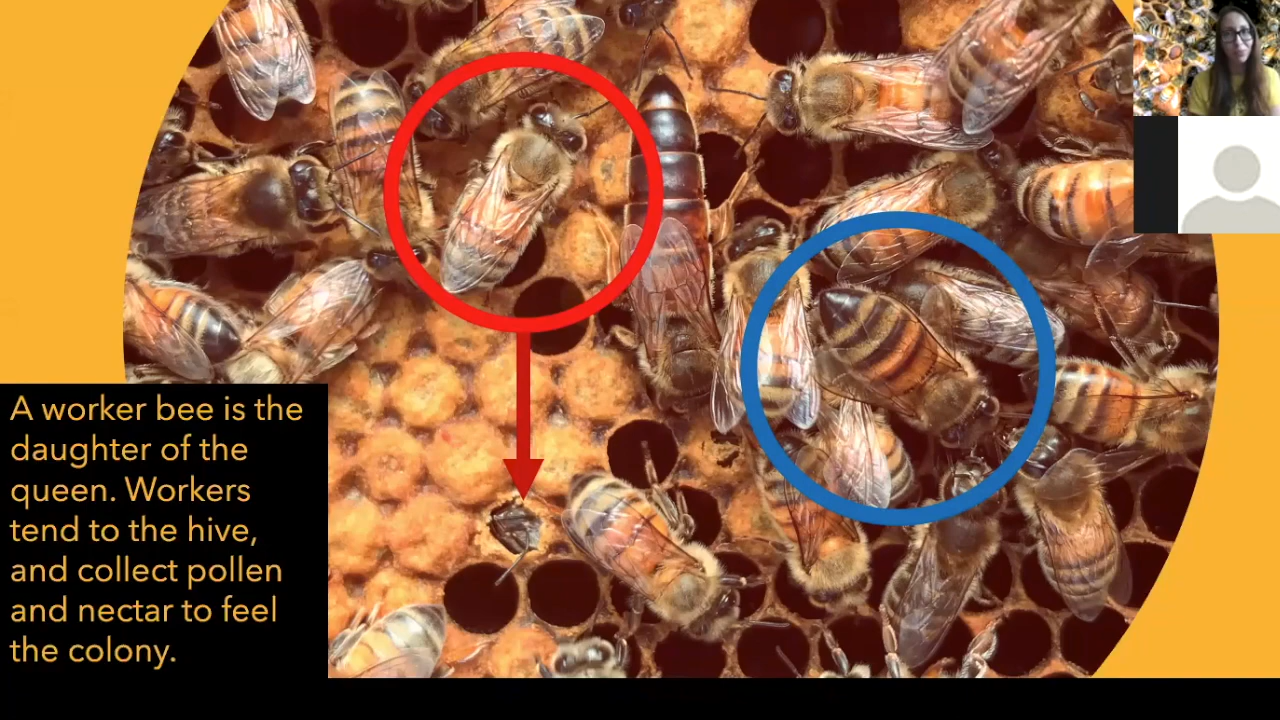 A worker bee is the
daughter of the
queen. Workers
tend to the hive,
and collect pollen
and nectar to feel
the colony.